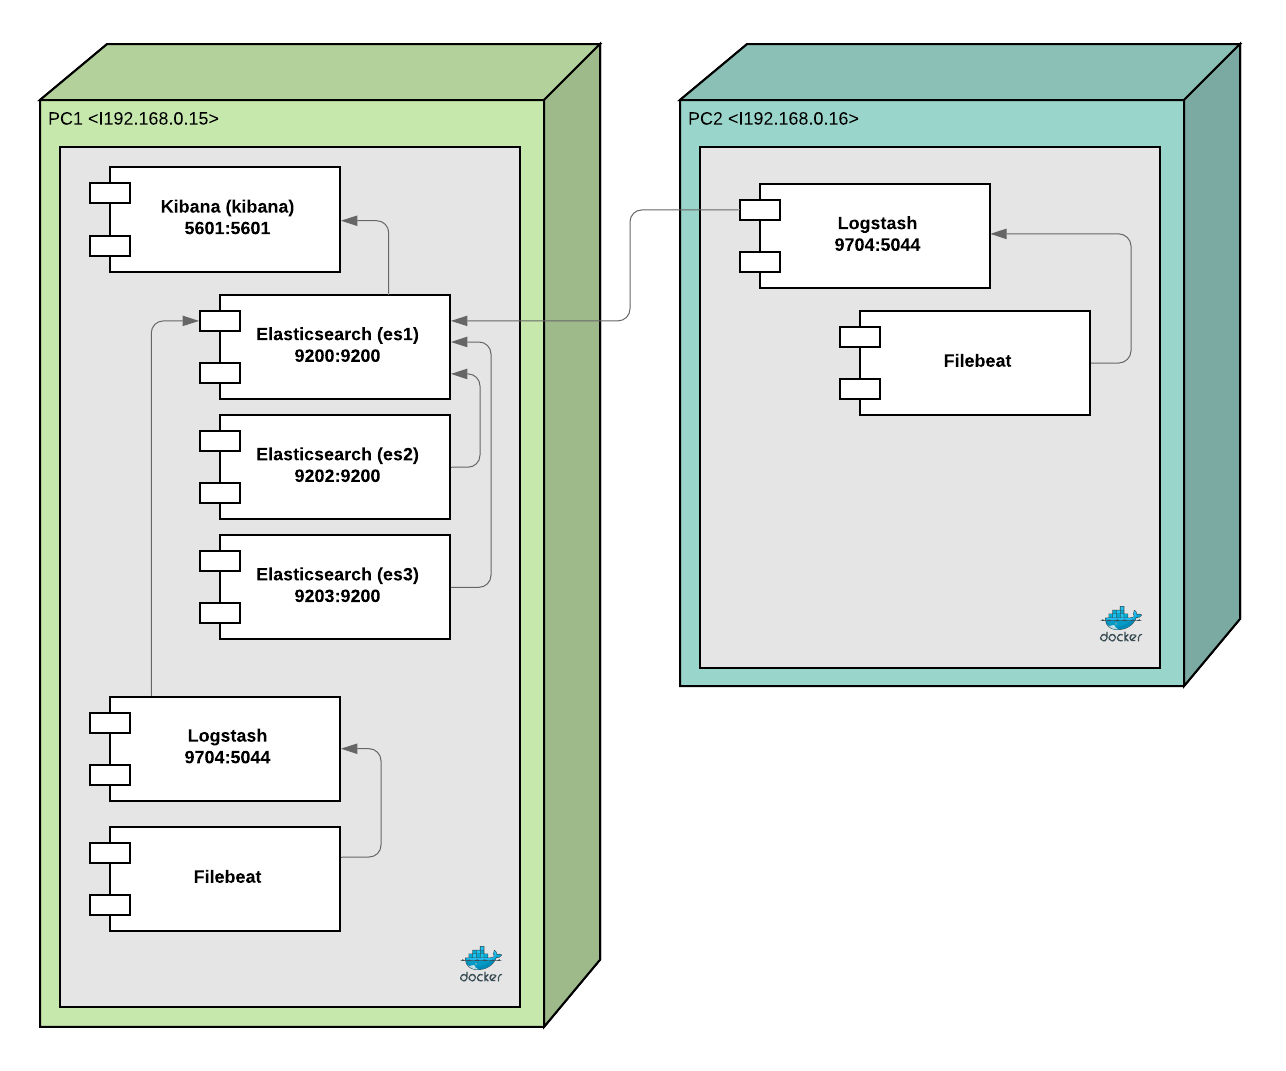 PC1 <I192.168.0.15>
Kibana (kibana)
5601:5601
Elasticsearch (es1)
9200:9200
Elasticsearch (es2)
9202:9200
Elasticsearch (es3)
9203:9200
Logstash
9704:5044
Filebeat
docker
PC2 <I192.168.0.16>
Logstash
9704:5044
Filebeat
docker